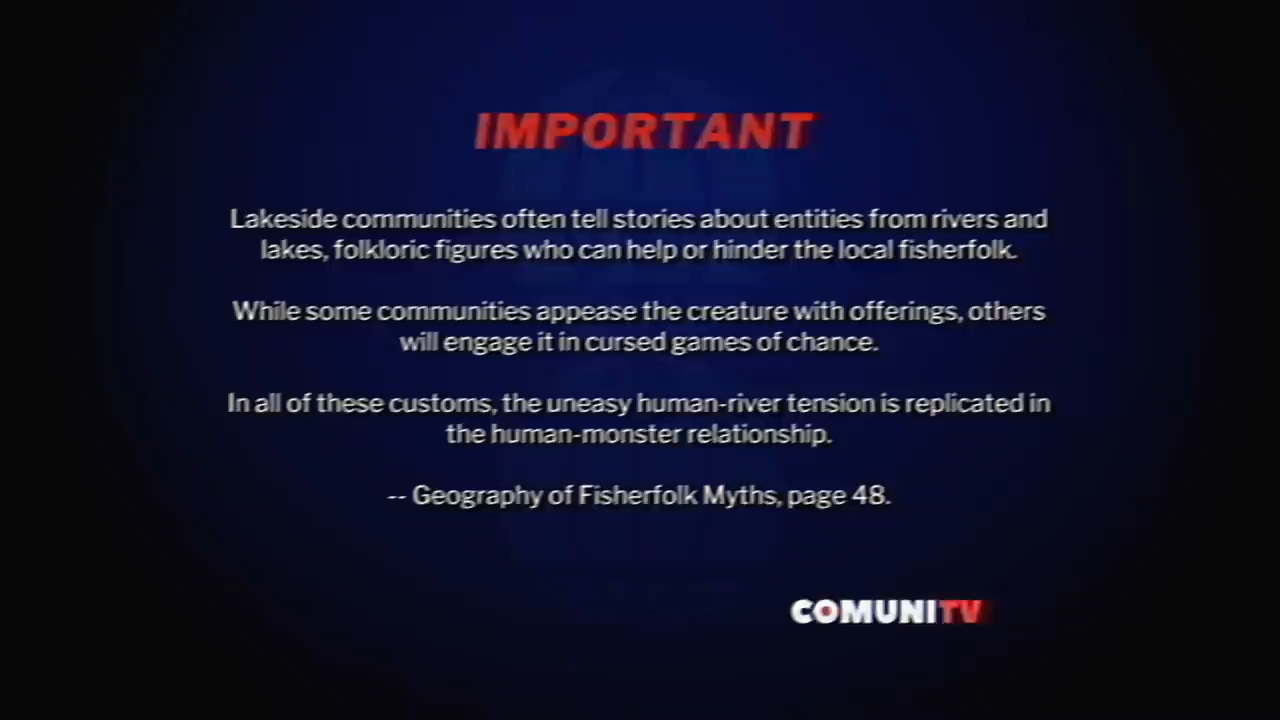 IMPORTANT
Lakeside communities often tell stories about entities from rivers and
lakes, folkloric figures who can help or hinder the local fisherfolk.
While some communities appease the creature with offerings, others
will engage it in cursed games of chance.
In all of these customs, the uneasy human-river tension is replicated in
the human-monster relationship.
-- Geography of Fisherfolk Myths, page 48.
COMUNITV